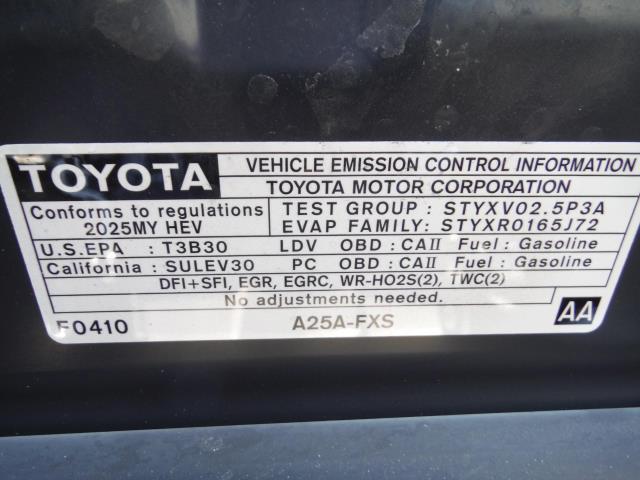 TOYOTA
VEHICLE EMISSION CONTROL INFORMATION
TOYOTA MOTOR CORPORATION
Conforms to regulations
2025MY HEV
TEST GROUP : STYXV02.5P3A
EVAP FAMILY: STYXR0165J72
U.S.EPA : T3B30 LDV OBD : CAII Fuel : Gasoline
California : SULEV30 PC OBD : CAII Fuel : Gasoline
DFI+SFI, EGR, EGRC, WR-HO2S(2), TWC(2)
No adjustments needed.
F0410 A25A-FXS AA